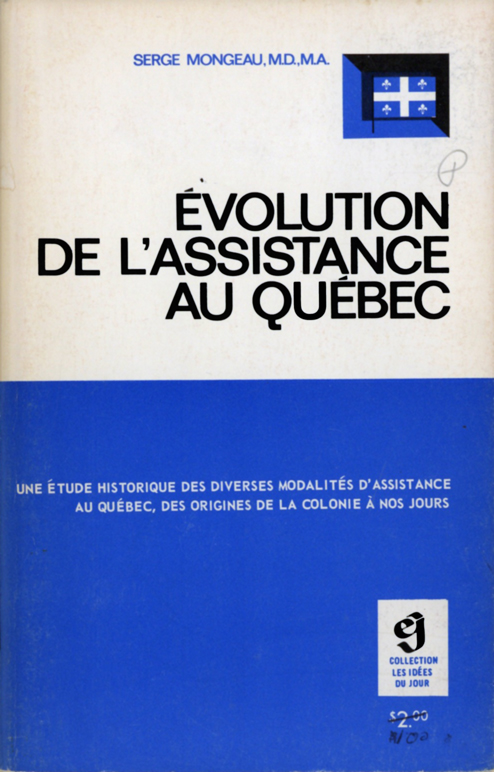 SERGE MONGEAU, M.D., M.A.
ÉVOLUTION
DE L'ASSISTANCE
AU QUÉBEC
UNE ÉTUDE HISTORIQUE DES DIVERSES MODALITÉS D'ASSISTANCE
AU QUÉBEC, DES ORIGINES DE LA COLONIE À NOS JOURS
ej
COLLECTION
LES IDÉES
DU JOUR
$2.00